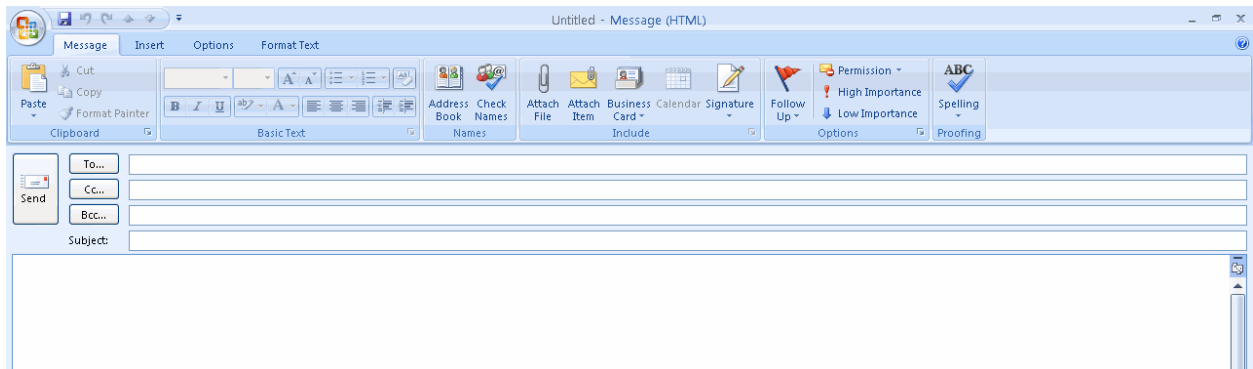 Untitled - Message (HTML)
Message Insert Options Format Text
Paste
Cut
Copy
Format Painter
Clipboard
A A
B I U ab A
Basic Text
Address Book
Check Names
Names
Attach File
Attach Item
Business Card
Calendar
Signature
Include
Follow Up
Permission
High Importance
Low Importance
Options
ABC
Spelling
Proofing
Send
To...
Cc...
Bcc...
Subject: